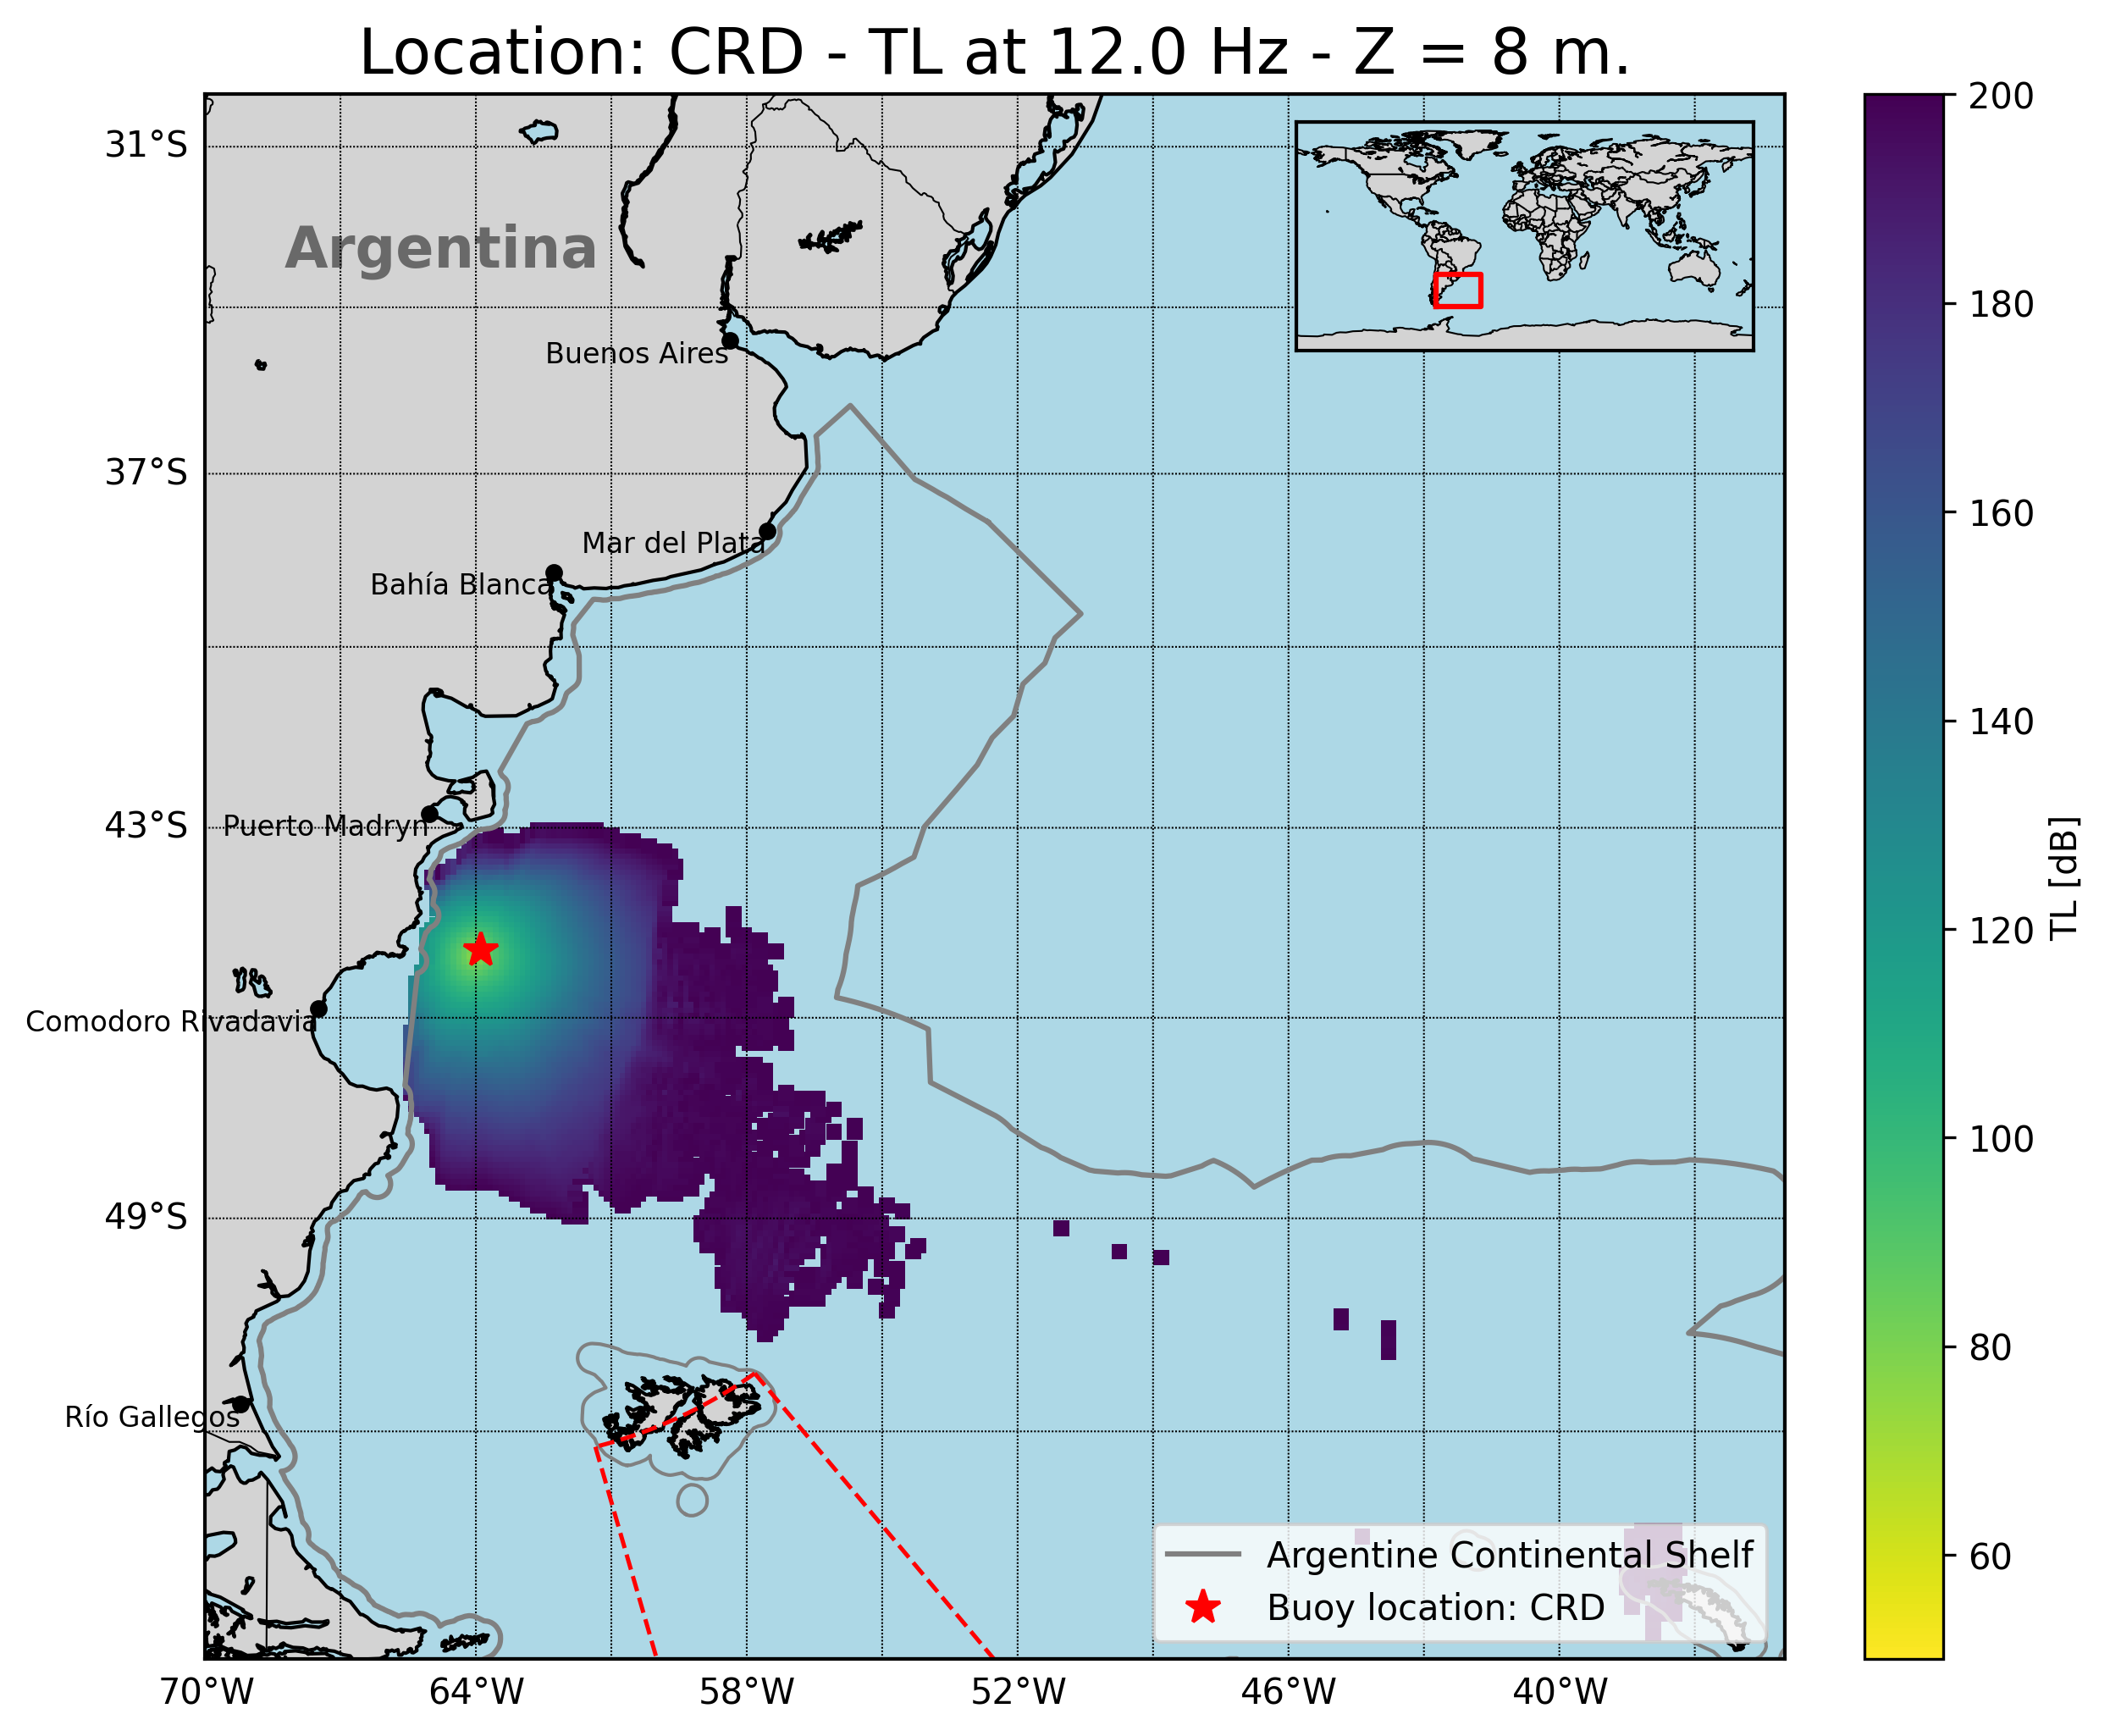 Location: CRD - TL at 12.0 Hz - Z = 8 m.
31°S
37°S
43°S
49°S
Argentina
Buenos Aires
Mar del Plata
Bahía Blanca
Puerto Madryn
Comodoro Rivadavia
Río Gallegos
Argentine Continental Shelf
Buoy location: CRD
70°W
64°W
58°W
52°W
46°W
40°W
200
180
160
140
120
100
80
60
TL [dB]